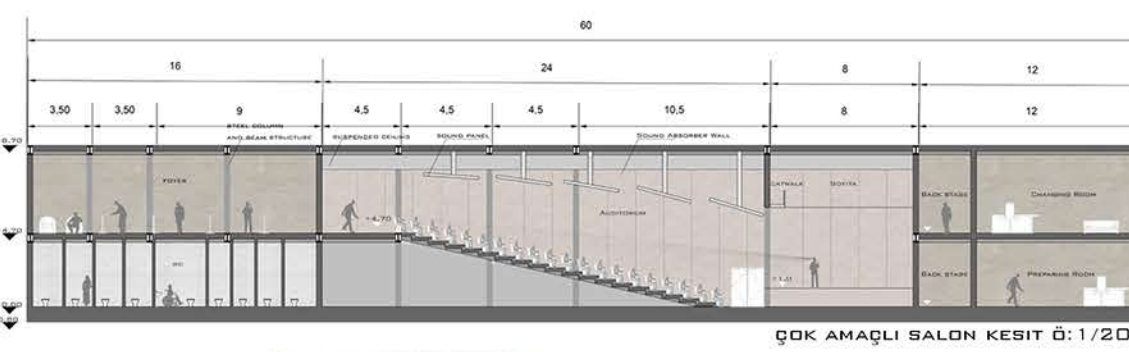 60
16 24 8 12
3,50 3,50 9 4,5 4,5 4,5 10,5 8 12
STEEL COLUMN
AND BEAM STRUCTURE
SUSPENDED CEILING
SOUND PANEL
SOUND ABSORBER WALL
FOYER
CATWALK
SOFITA
BACK STAGE
CHANGING ROOM
AUDITORIUM
+4.70
WC
+1.0
BACK STAGE
PREPARING ROOM
0.00
ÇOK AMAÇLI SALON KESIT Ö:1/20